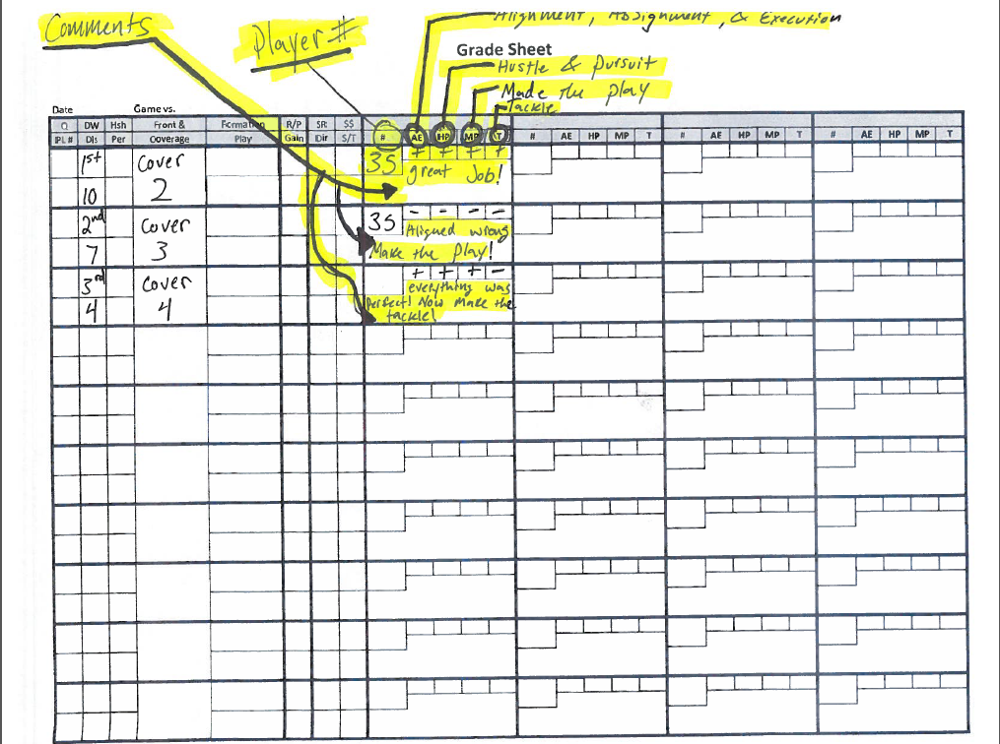 Alignment, Assignment, & Execution
Comments
Player #
Grade Sheet
Hustle & Pursuit
Made the play
Tackle
Date Game vs.
Q DW Hsh Front & Formation R/P SR SS # AE HP MP T # AE HP MP T # AE HP MP T # AE HP MP T
PL # Dis Per Coverage Play Gain Dir S/T
1st Cover 35 + + + +
10 2 great Job!
2nd Cover 35 - - - -
Aligned wrong
7 3 Make the Play!
3rd Cover + + + -
everything was
4 4 Perfect! Now Make the
tackle!